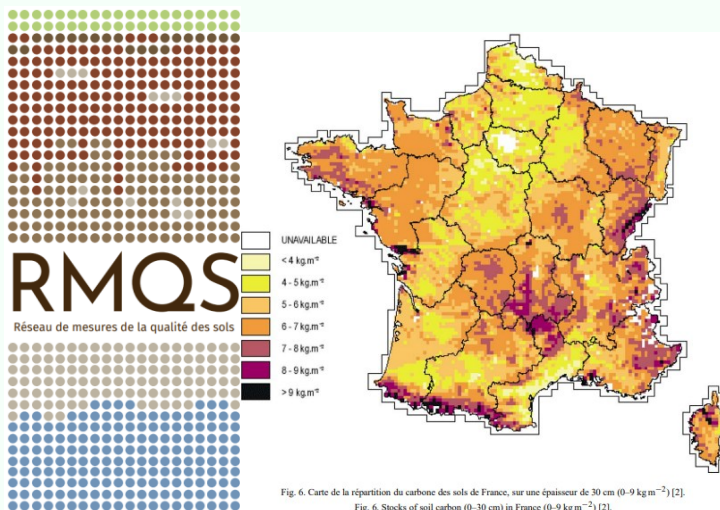 RMQS
Réseau de mesures de la qualité des sols
UNAVAILABLE
<4 kg.m⁻²
4 - 5 kg.m⁻²
5 - 6 kg.m⁻²
6 - 7 kg.m⁻²
7 - 8 kg.m⁻²
8 - 9 kg.m⁻²
>9 kg.m⁻²
Fig. 6. Carte de la répartition du carbone des sols de France, sur une épaisseur de 30 cm (0–9 kg m⁻²) [2].
Fig. 6. Stocks of soil carbon (0–30 cm) in France (0–9 kg m⁻²) [2].